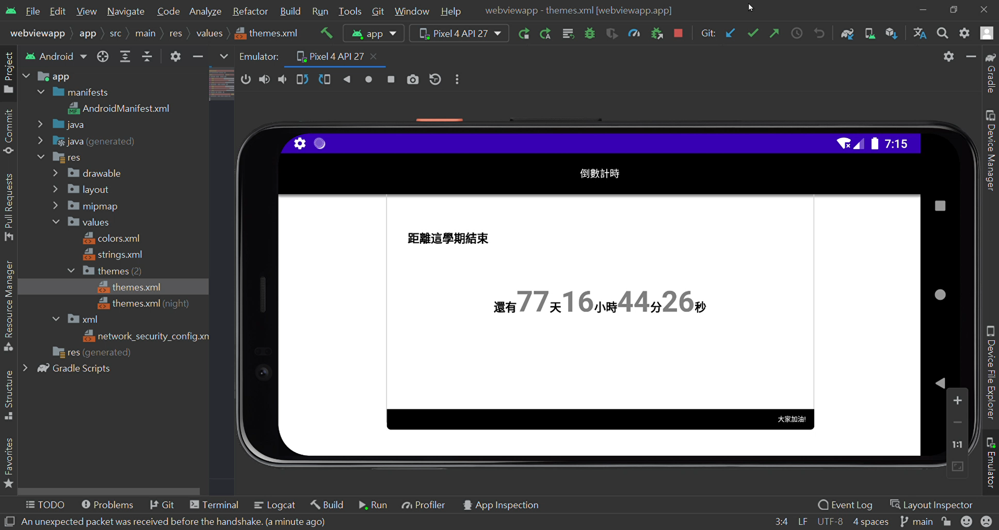 File Edit View Navigate Code Analyze Refactor Build Run Tools Git Window Help webviewapp - themes.xml [webviewapp.app]
webviewapp app src main res values themes.xml app Pixel 4 API 27 Git:
Android Emulator: Pixel 4 API 27
Project
Commit
Pull Requests
Resource Manager
Structure
Favorites
app
manifests
AndroidManifest.xml
java
java (generated)
res
drawable
layout
mipmap
values
colors.xml
strings.xml
themes (2)
themes.xml
themes.xml (night)
xml
network_security_config.xn
res (generated)
Gradle Scripts
7:15
倒數計時
距離這學期結束
還有77天16小時44分26秒
大家加油!
1:1
Gradle
Device Manager
Device File Explorer
Emulator
TODO Problems Git Terminal Logcat Build Run Profiler App Inspection Event Log Layout Inspector
An unexpected packet was received before the handshake. (a minute ago) 3:4 LF UTF-8 4 spaces main